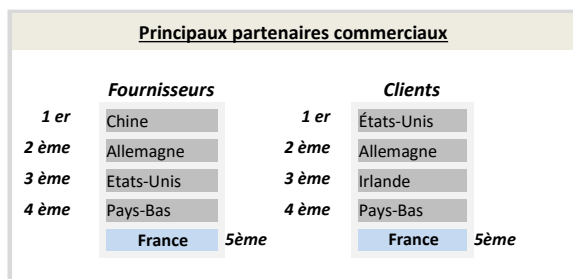 Principaux partenaires commerciaux
Fournisseurs Clients
1 er Chine 1 er États-Unis
2 ème Allemagne 2 ème Allemagne
3 ème Etats-Unis 3 ème Irlande
4 ème Pays-Bas 4 ème Pays-Bas
France 5ème France 5ème